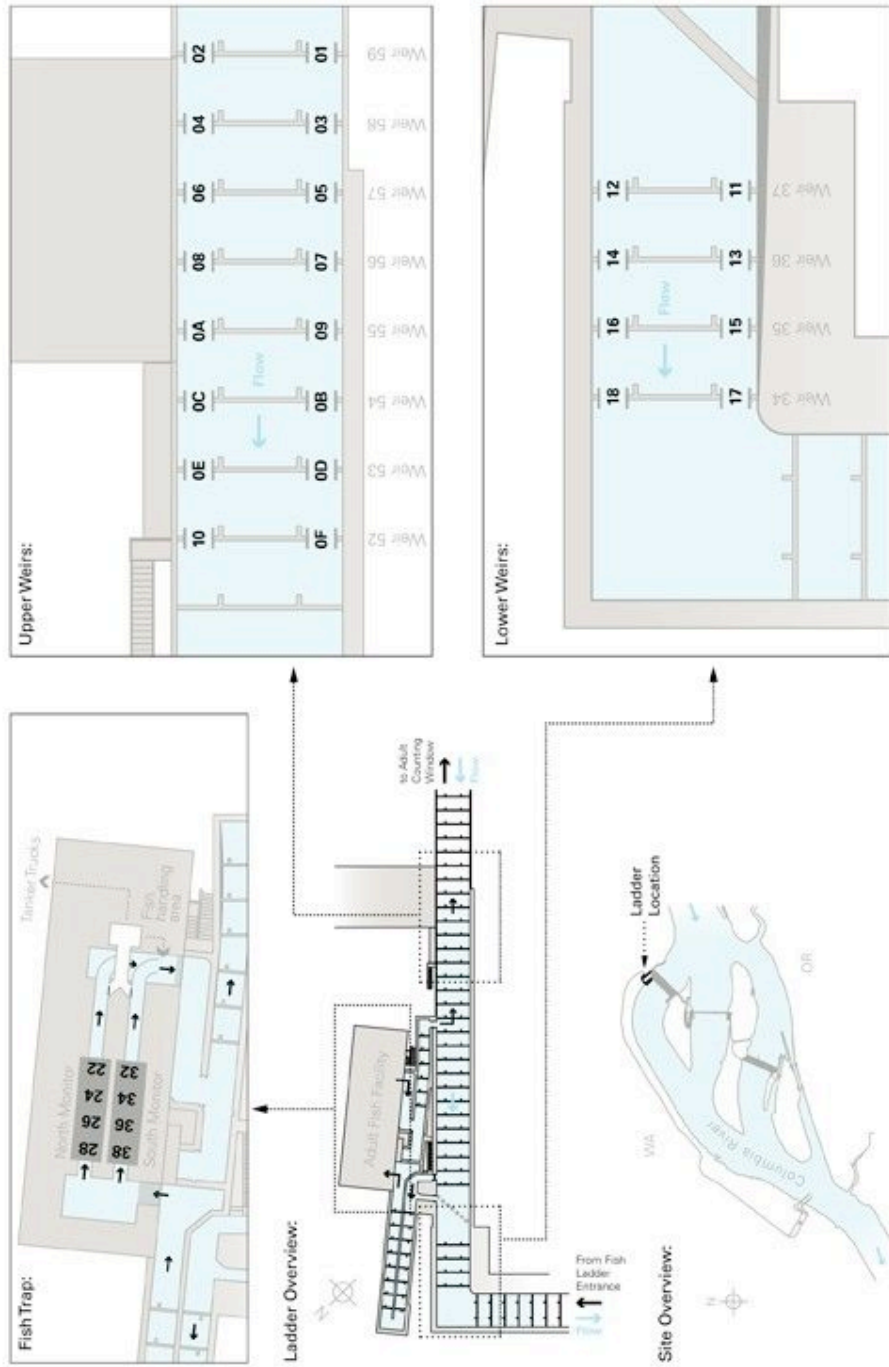 Fish Trap:
Tanker Trucks
Fish
handling
area
North Monitor
28 26 24 22
38 36 34 32
South Monitor
Ladder Overview:
N
Adult Fish Facility
to Adult
Counting
Window
Flow
From Fish
Ladder
Entrance
Flow
Site Overview:
N
WA
Columbia River
OR
Ladder
Location
Upper Weirs:
10 0E 0C 0A 08 06 04 02
Flow
0F 0D 0B 09 07 05 03 01
Weir 52 Weir 53 Weir 54 Weir 55 Weir 56 Weir 57 Weir 58 Weir 59
Lower Weirs:
18 16 14 12
Flow
17 15 13 11
Weir 34 Weir 35 Weir 36 Weir 37